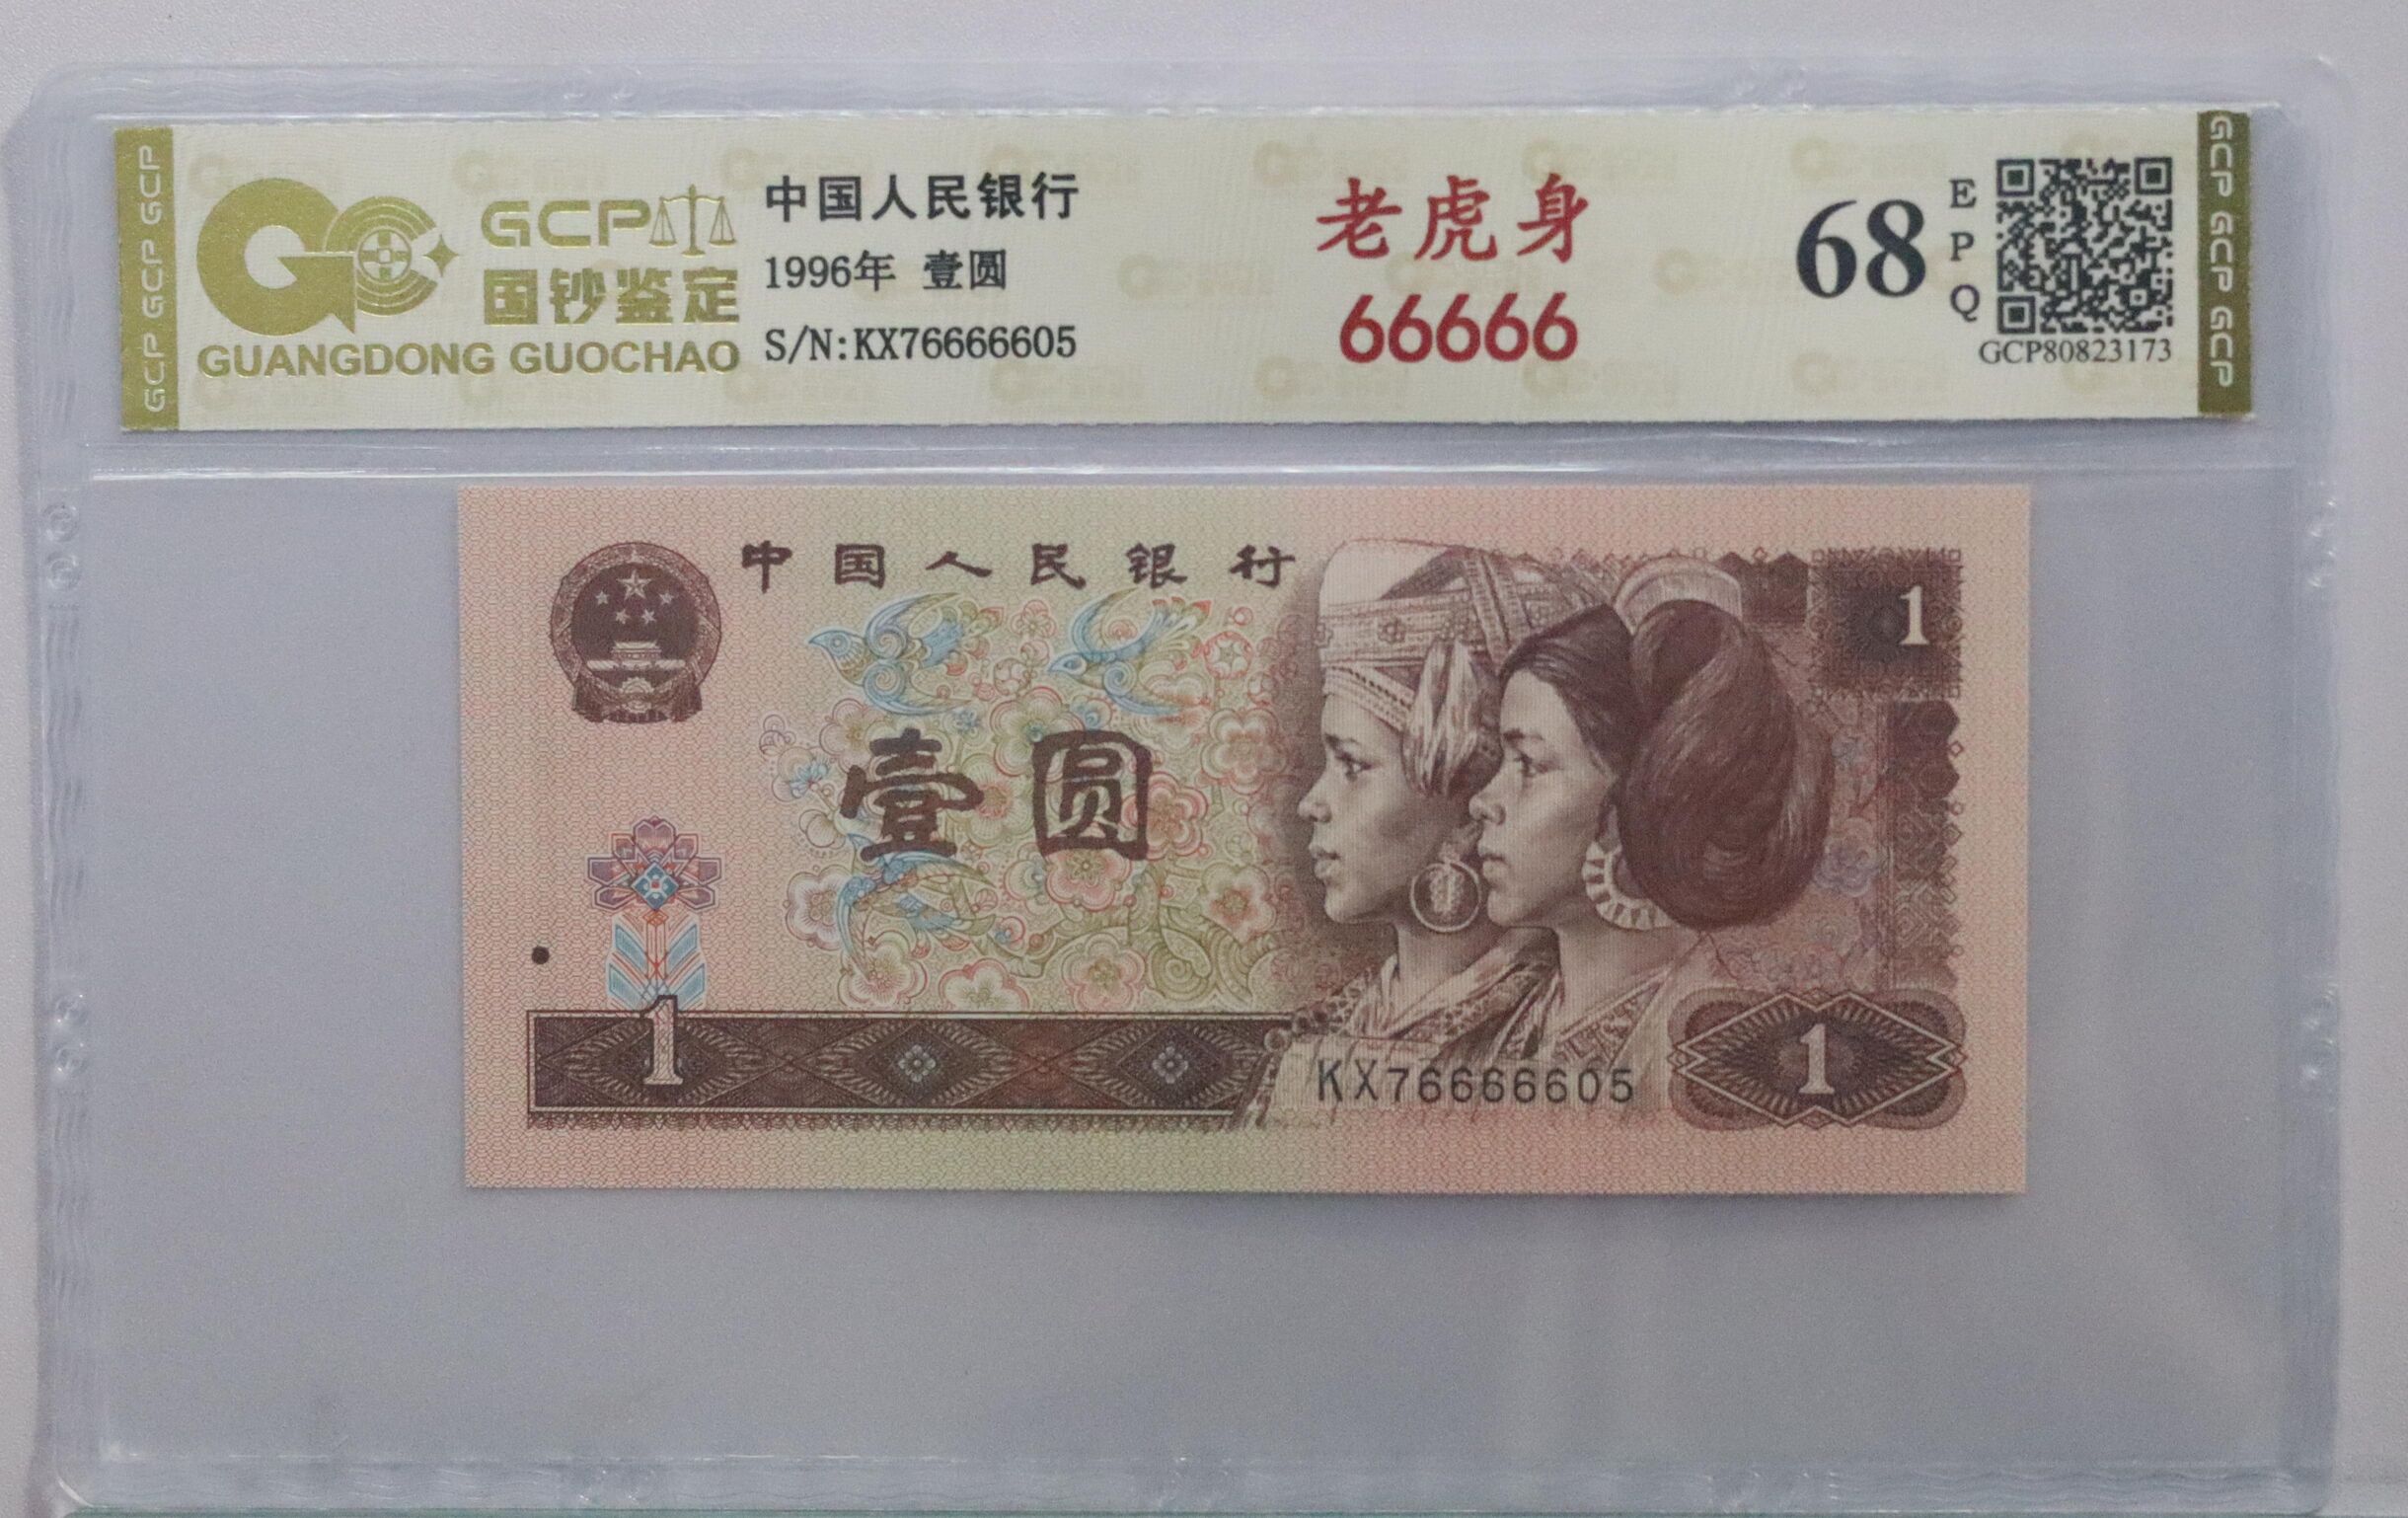 GCP GCP GCP
GCP
国钞鉴定
GUANGDONG GUOCHAO
中国人民银行
1996年 壹圆
S/N:KX76666605
老虎身
66666
68
E
P
Q
GCP80823173
GCP GCP GCP
中国人民银行
1
壹圆
1
KX76666605
1